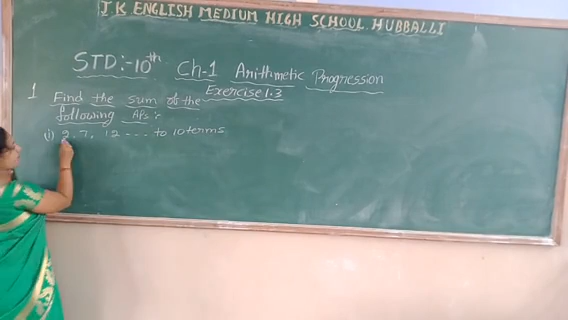 J K ENGLISH MEDIUM HIGH SCHOOL HUBBALLI
STD:-10th Ch-1 Arithmetic Progression
Exercise 1.3
1 Find the sum of the
following APs :-
(i) 2, 7, 12 ... to 10 terms